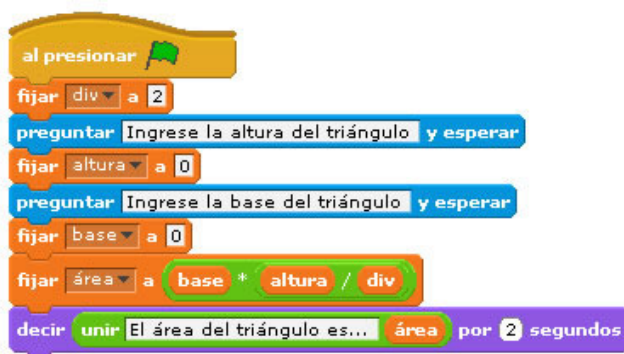 al presionar
fijar div a 2
preguntar Ingrese la altura del triángulo y esperar
fijar altura a 0
preguntar Ingrese la base del triángulo y esperar
fijar base a 0
fijar área a base * altura / div
decir unir El área del triángulo es... área por 2 segundos